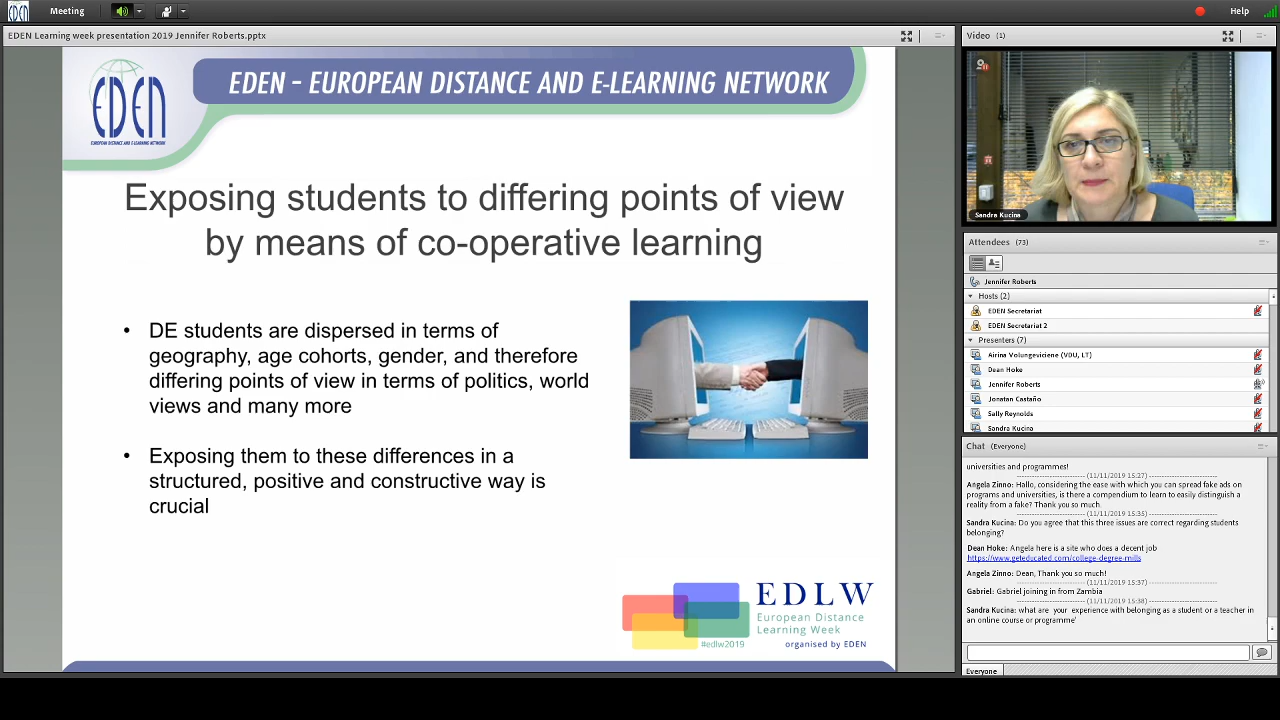 Meeting
Help
EDEN Learning week presentation 2019 Jennifer Roberts.pptx
EDEN
EUROPEAN DISTANCE AND E-LEARNING NETWORK
EDEN - EUROPEAN DISTANCE AND E-LEARNING NETWORK
Exposing students to differing points of view
by means of co-operative learning
• DE students are dispersed in terms of
geography, age cohorts, gender, and therefore
differing points of view in terms of politics, world
views and many more
• Exposing them to these differences in a
structured, positive and constructive way is
crucial
EDLW
European Distance
Learning Week
#edlw2019
organised by EDEN
Video (1)
Sandra Kucina
Attendees (73)
Jennifer Roberts
Hosts (2)
EDEN Secretariat
EDEN Secretariat 2
Presenters (7)
Airina Volungeviciene (VDU, LT)
Dean Hoke
Jennifer Roberts
Jonatan Castaño
Sally Reynolds
Sandra Kucina
Chat (Everyone)
universities and programmes!
(11/11/2019 15:27)
Angela Zinno: Hallo, considering the ease with which you can spread fake ads on
programs and universities, is there a compendium to learn to easily distinguish a
reality from a fake? Thank you so much.
(11/11/2019 15:35)
Sandra Kucina: Do you agree that this three issues are correct regarding students
belonging?
Dean Hoke: Angela here is a site who does a decent job
https://www.geteducated.com/college-degree-mills
Angela Zinno: Dean, Thank you so much!
(11/11/2019 15:37)
Gabriel: Gabriel joining in from Zambia
(11/11/2019 15:38)
Sandra Kucina: what are your experience with belonging as a student or a teacher in
an online course or programme'
Everyone